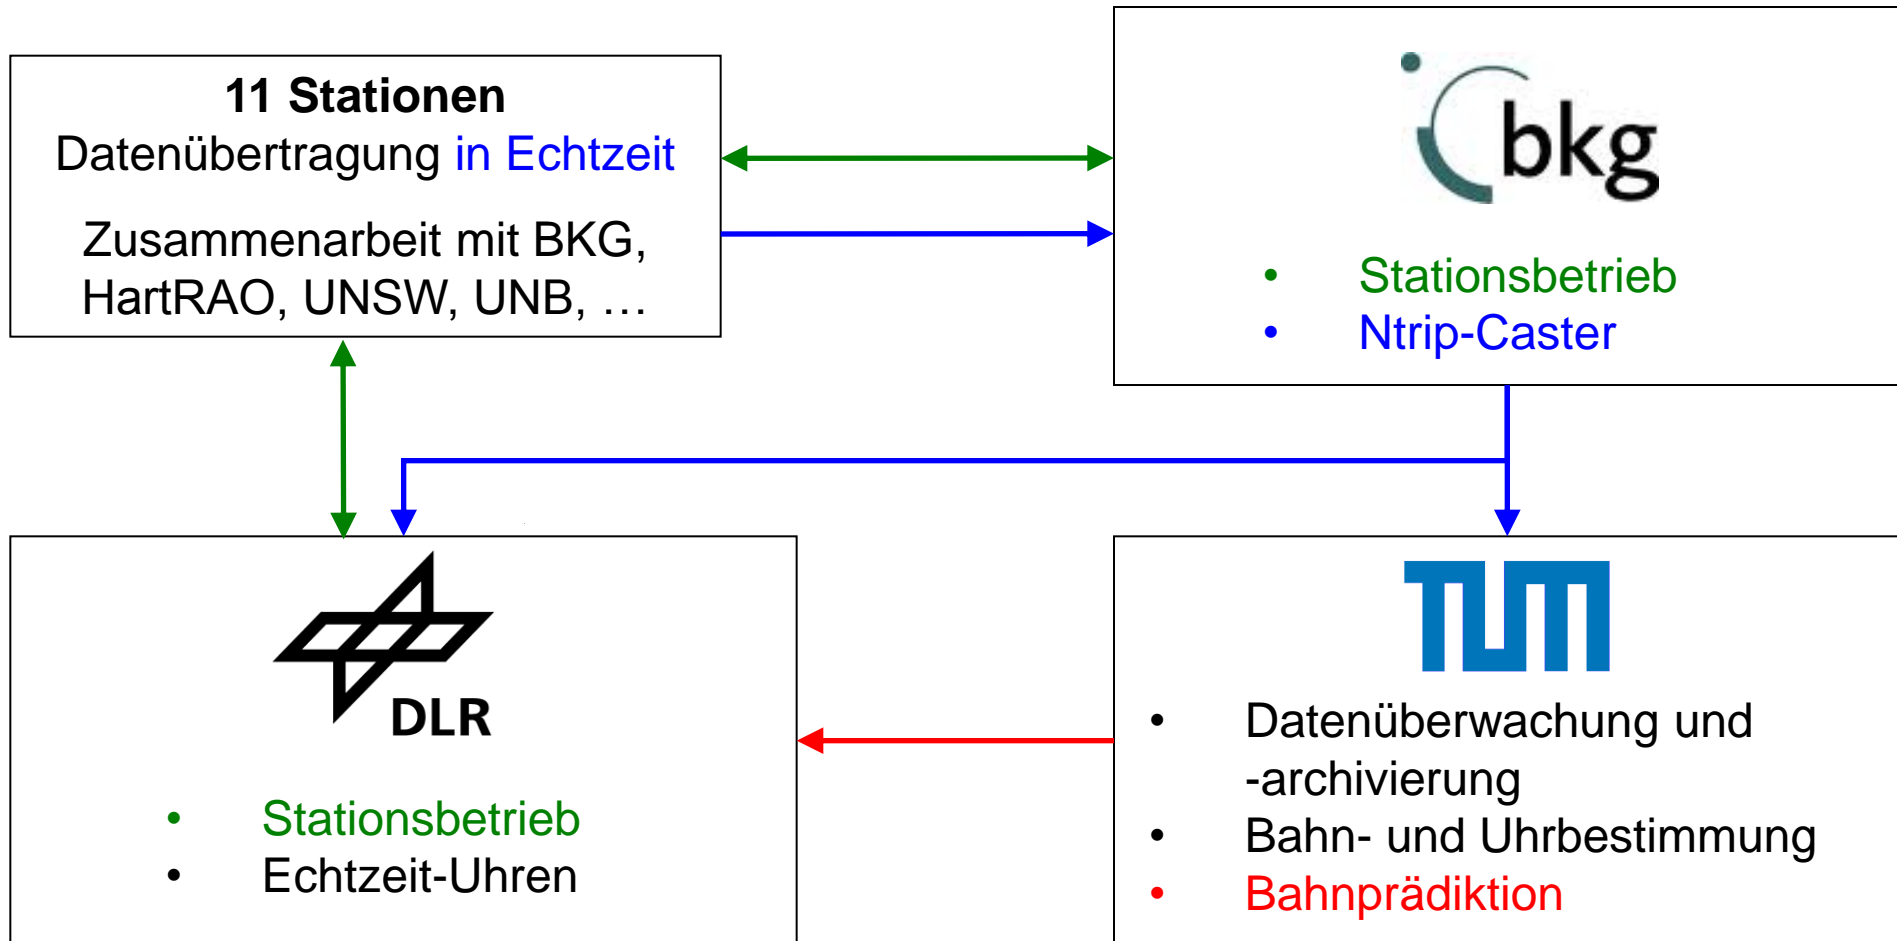 11 Stationen
Datenübertragung in Echtzeit
Zusammenarbeit mit BKG,
HartRAO, UNSW, UNB, …
bkg
• Stationsbetrieb
• Ntrip-Caster
DLR
• Stationsbetrieb
• Echtzeit-Uhren
TUM
• Datenüberwachung und
-archivierung
• Bahn- und Uhrbestimmung
• Bahnprädiktion